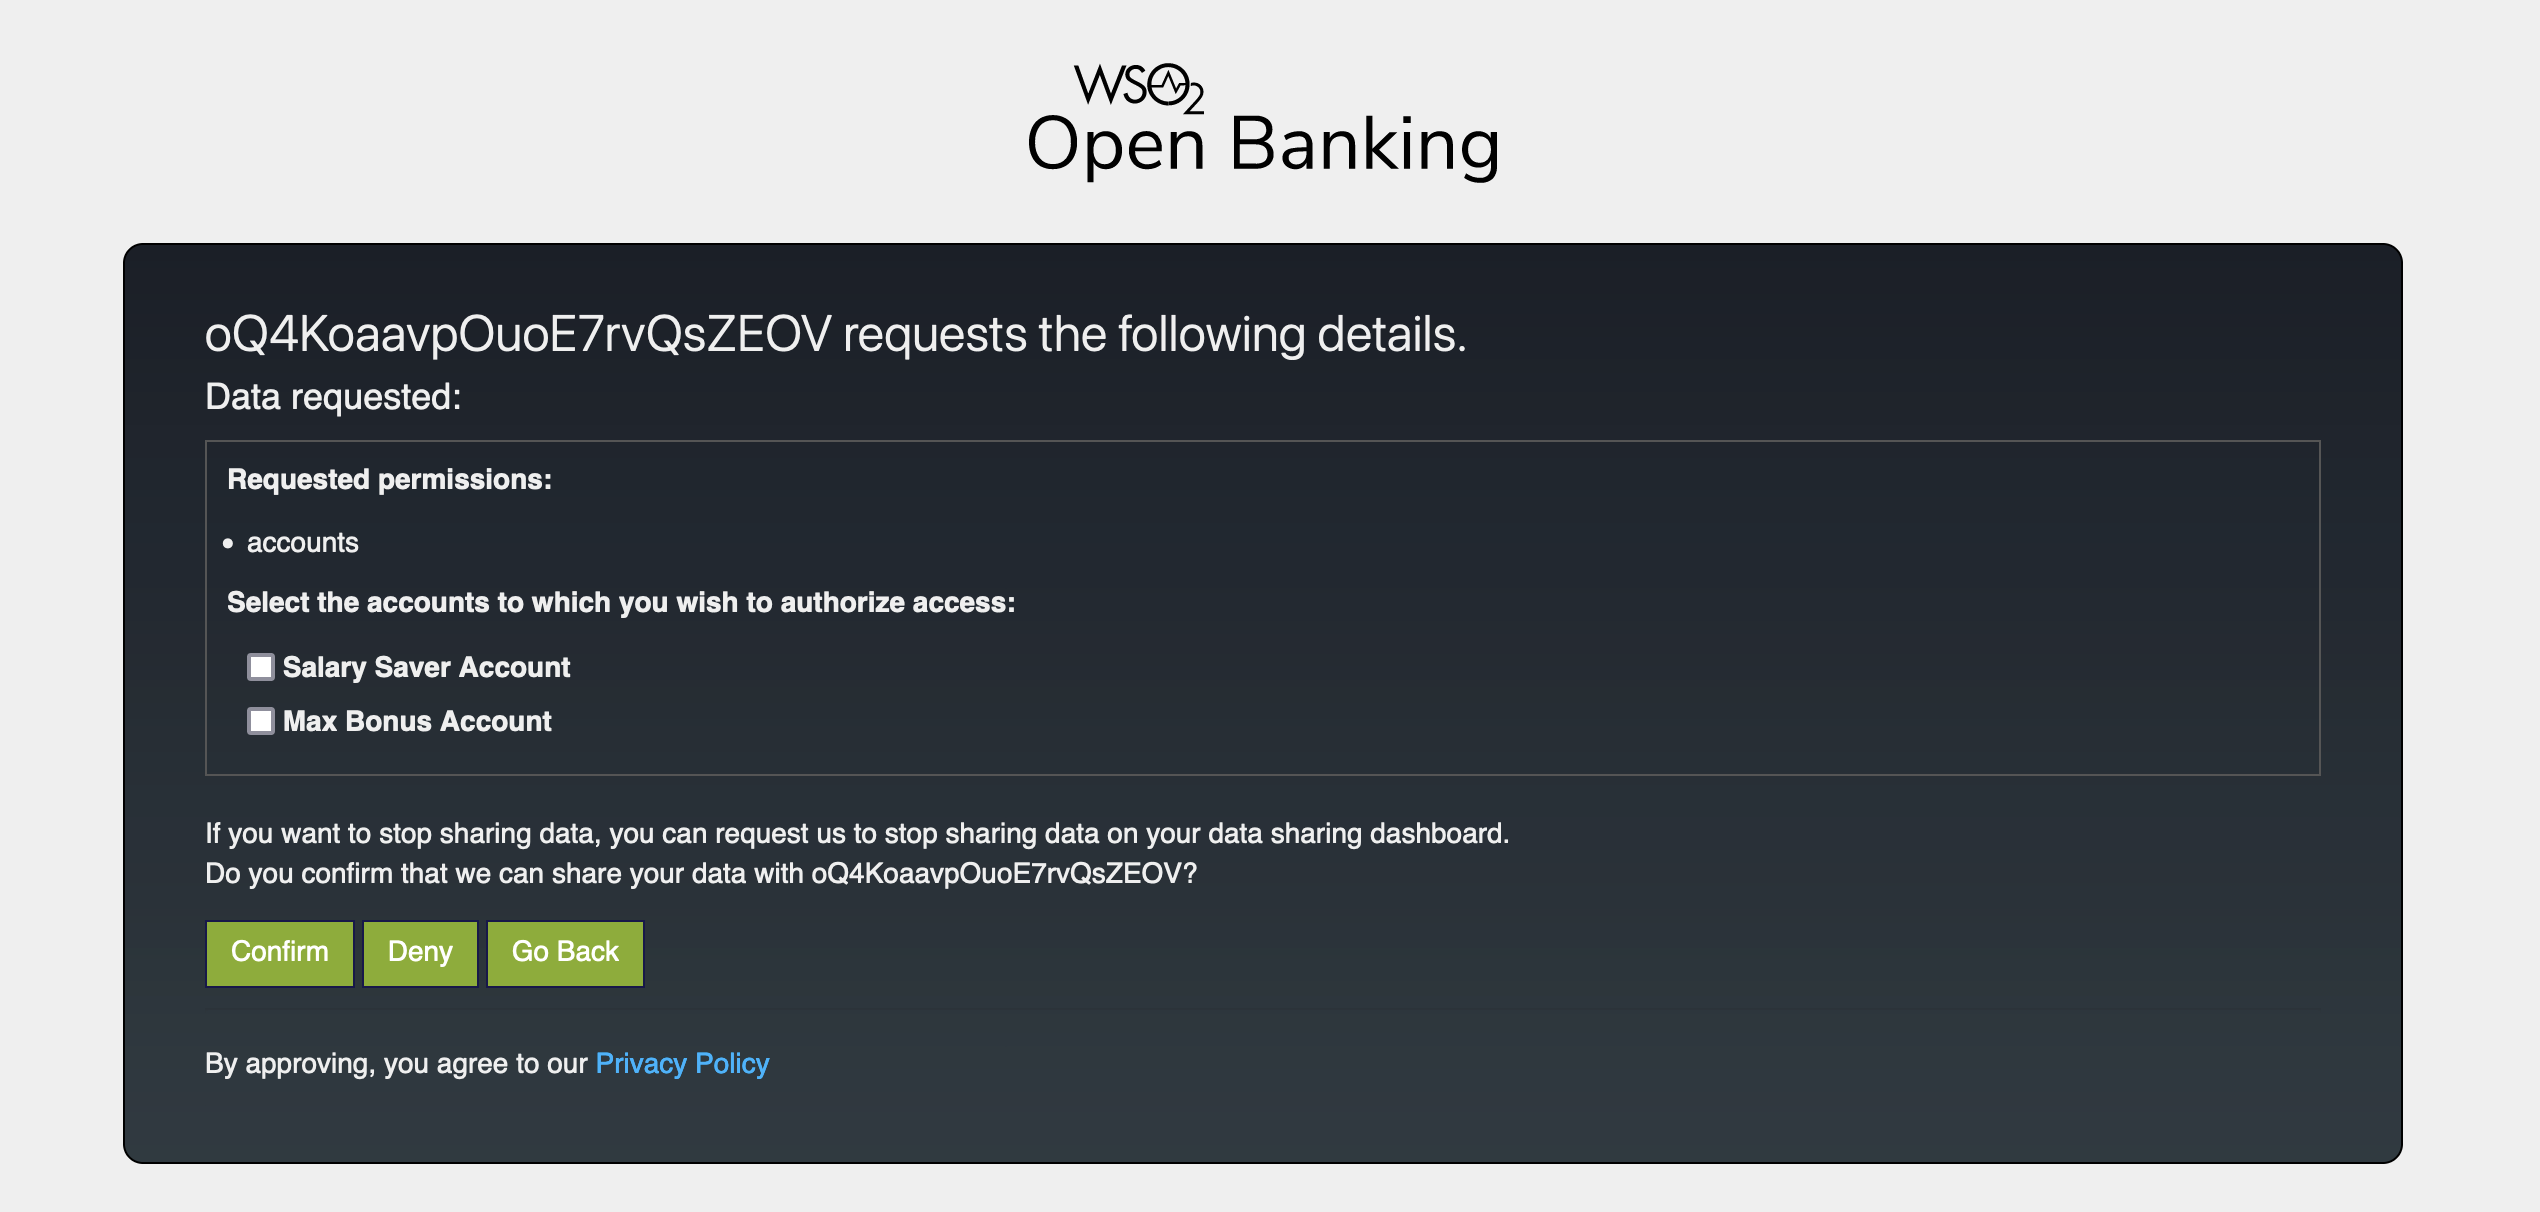 WSO2
Open Banking
oQ4KoaavpOuoE7rvQsZEOV requests the following details.
Data requested:
Requested permissions:
• accounts
Select the accounts to which you wish to authorize access:
Salary Saver Account
Max Bonus Account
If you want to stop sharing data, you can request us to stop sharing data on your data sharing dashboard.
Do you confirm that we can share your data with oQ4KoaavpOuoE7rvQsZEOV?
Confirm Deny Go Back
By approving, you agree to our Privacy Policy